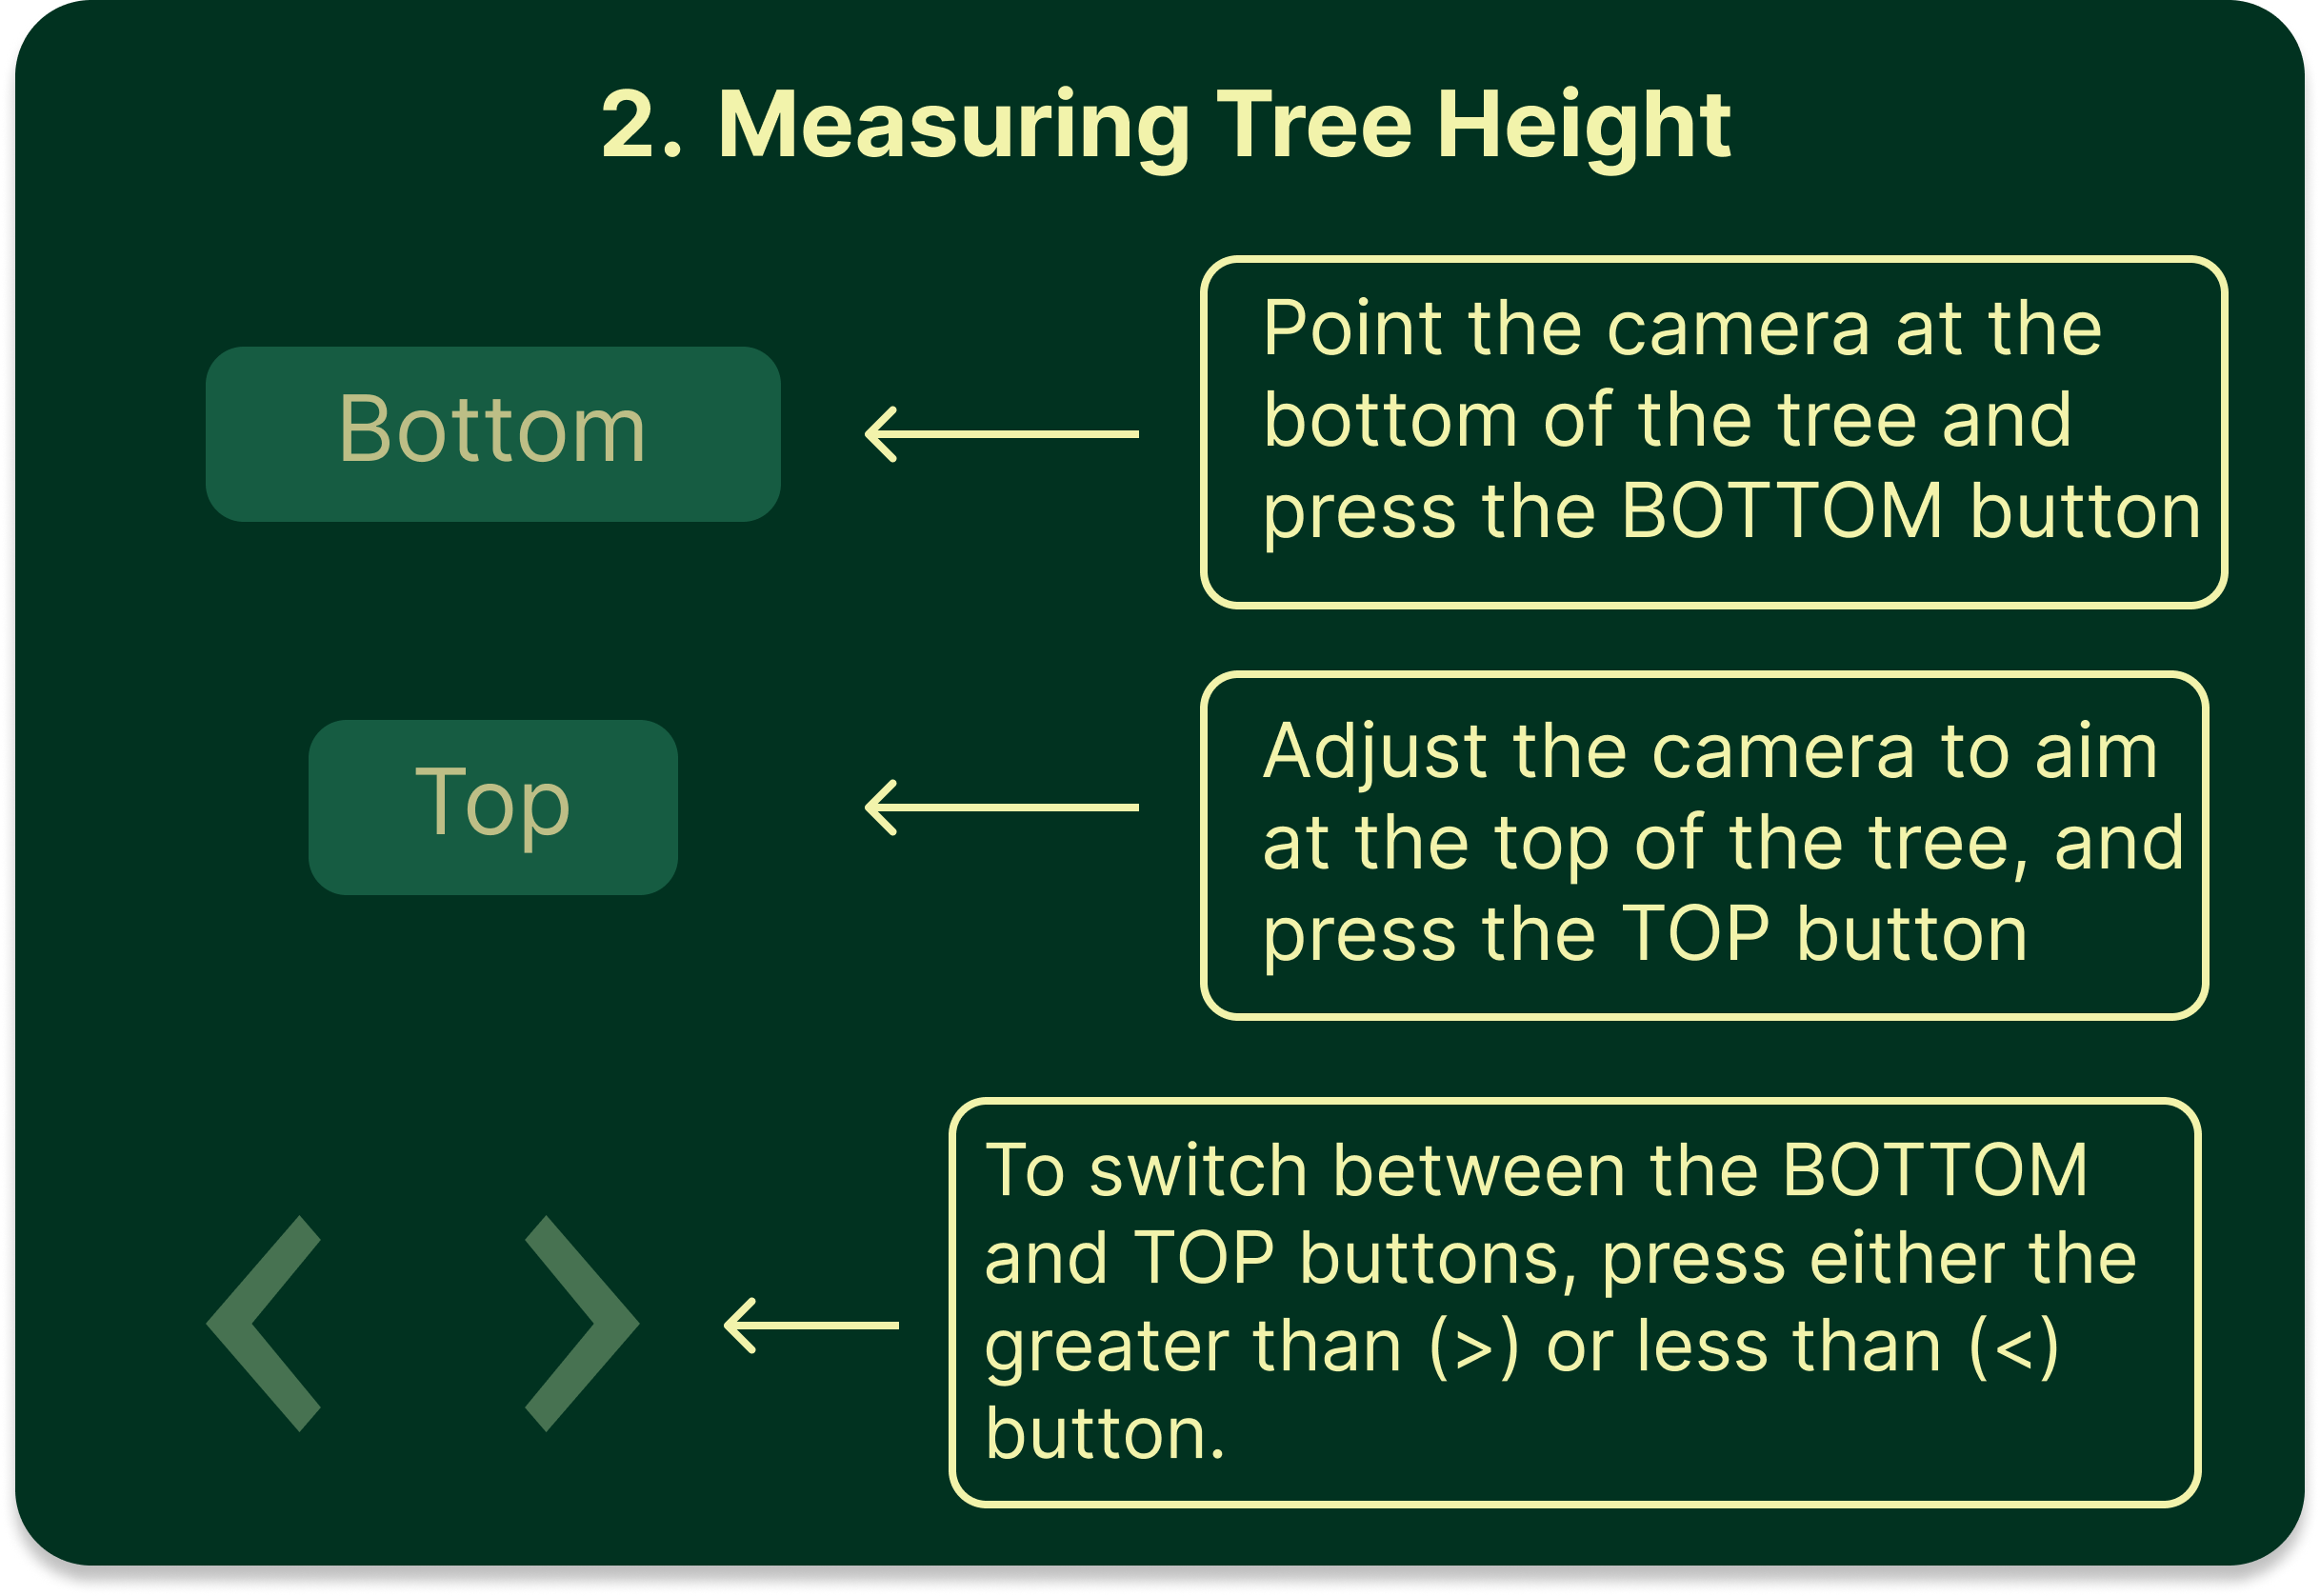 2. Measuring Tree Height
Bottom
Point the camera at the
bottom of the tree and
press the BOTTOM button
Top
Adjust the camera to aim
at the top of the tree, and
press the TOP button
< >
To switch between the BOTTOM
and TOP buttons, press either the
greater than (>) or less than (<)
button.